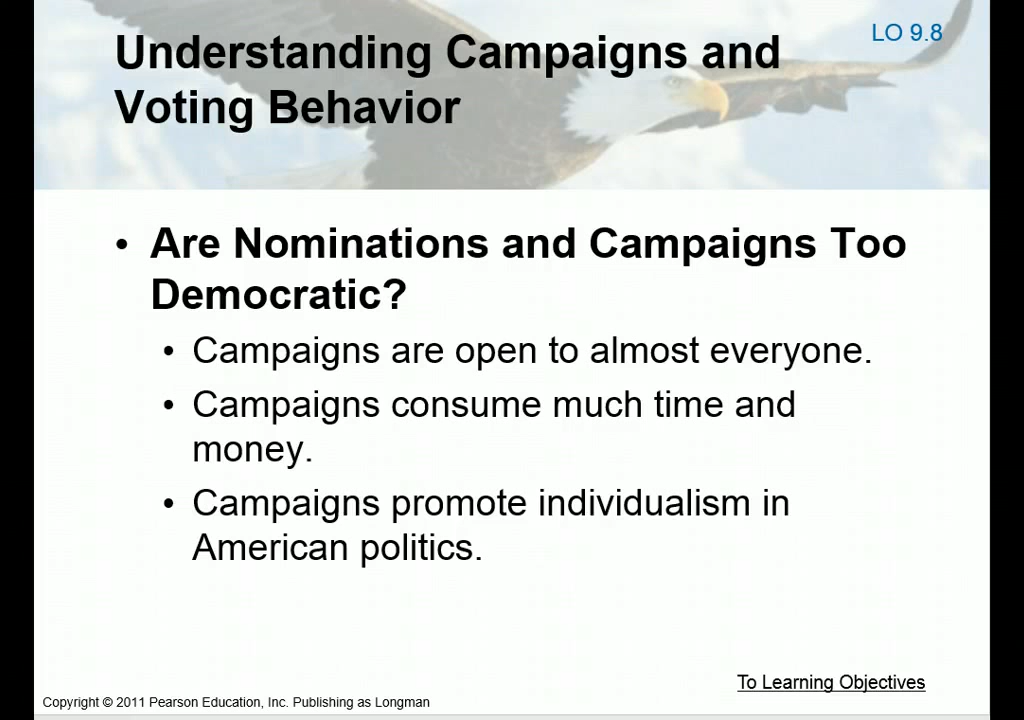 LO 9.8
Understanding Campaigns and
Voting Behavior
• Are Nominations and Campaigns Too
Democratic?
• Campaigns are open to almost everyone.
• Campaigns consume much time and
money.
• Campaigns promote individualism in
American politics.
To Learning Objectives
Copyright © 2011 Pearson Education, Inc. Publishing as Longman